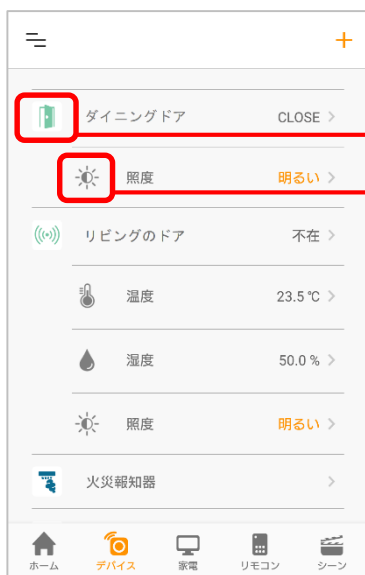 ダイニングドア CLOSE >
照度 明るい >
リビングのドア 不在 >
温度 23.5 ℃ >
湿度 50.0 % >
照度 明るい >
火災報知器 >
ホーム デバイス 家電 リモコン シーン